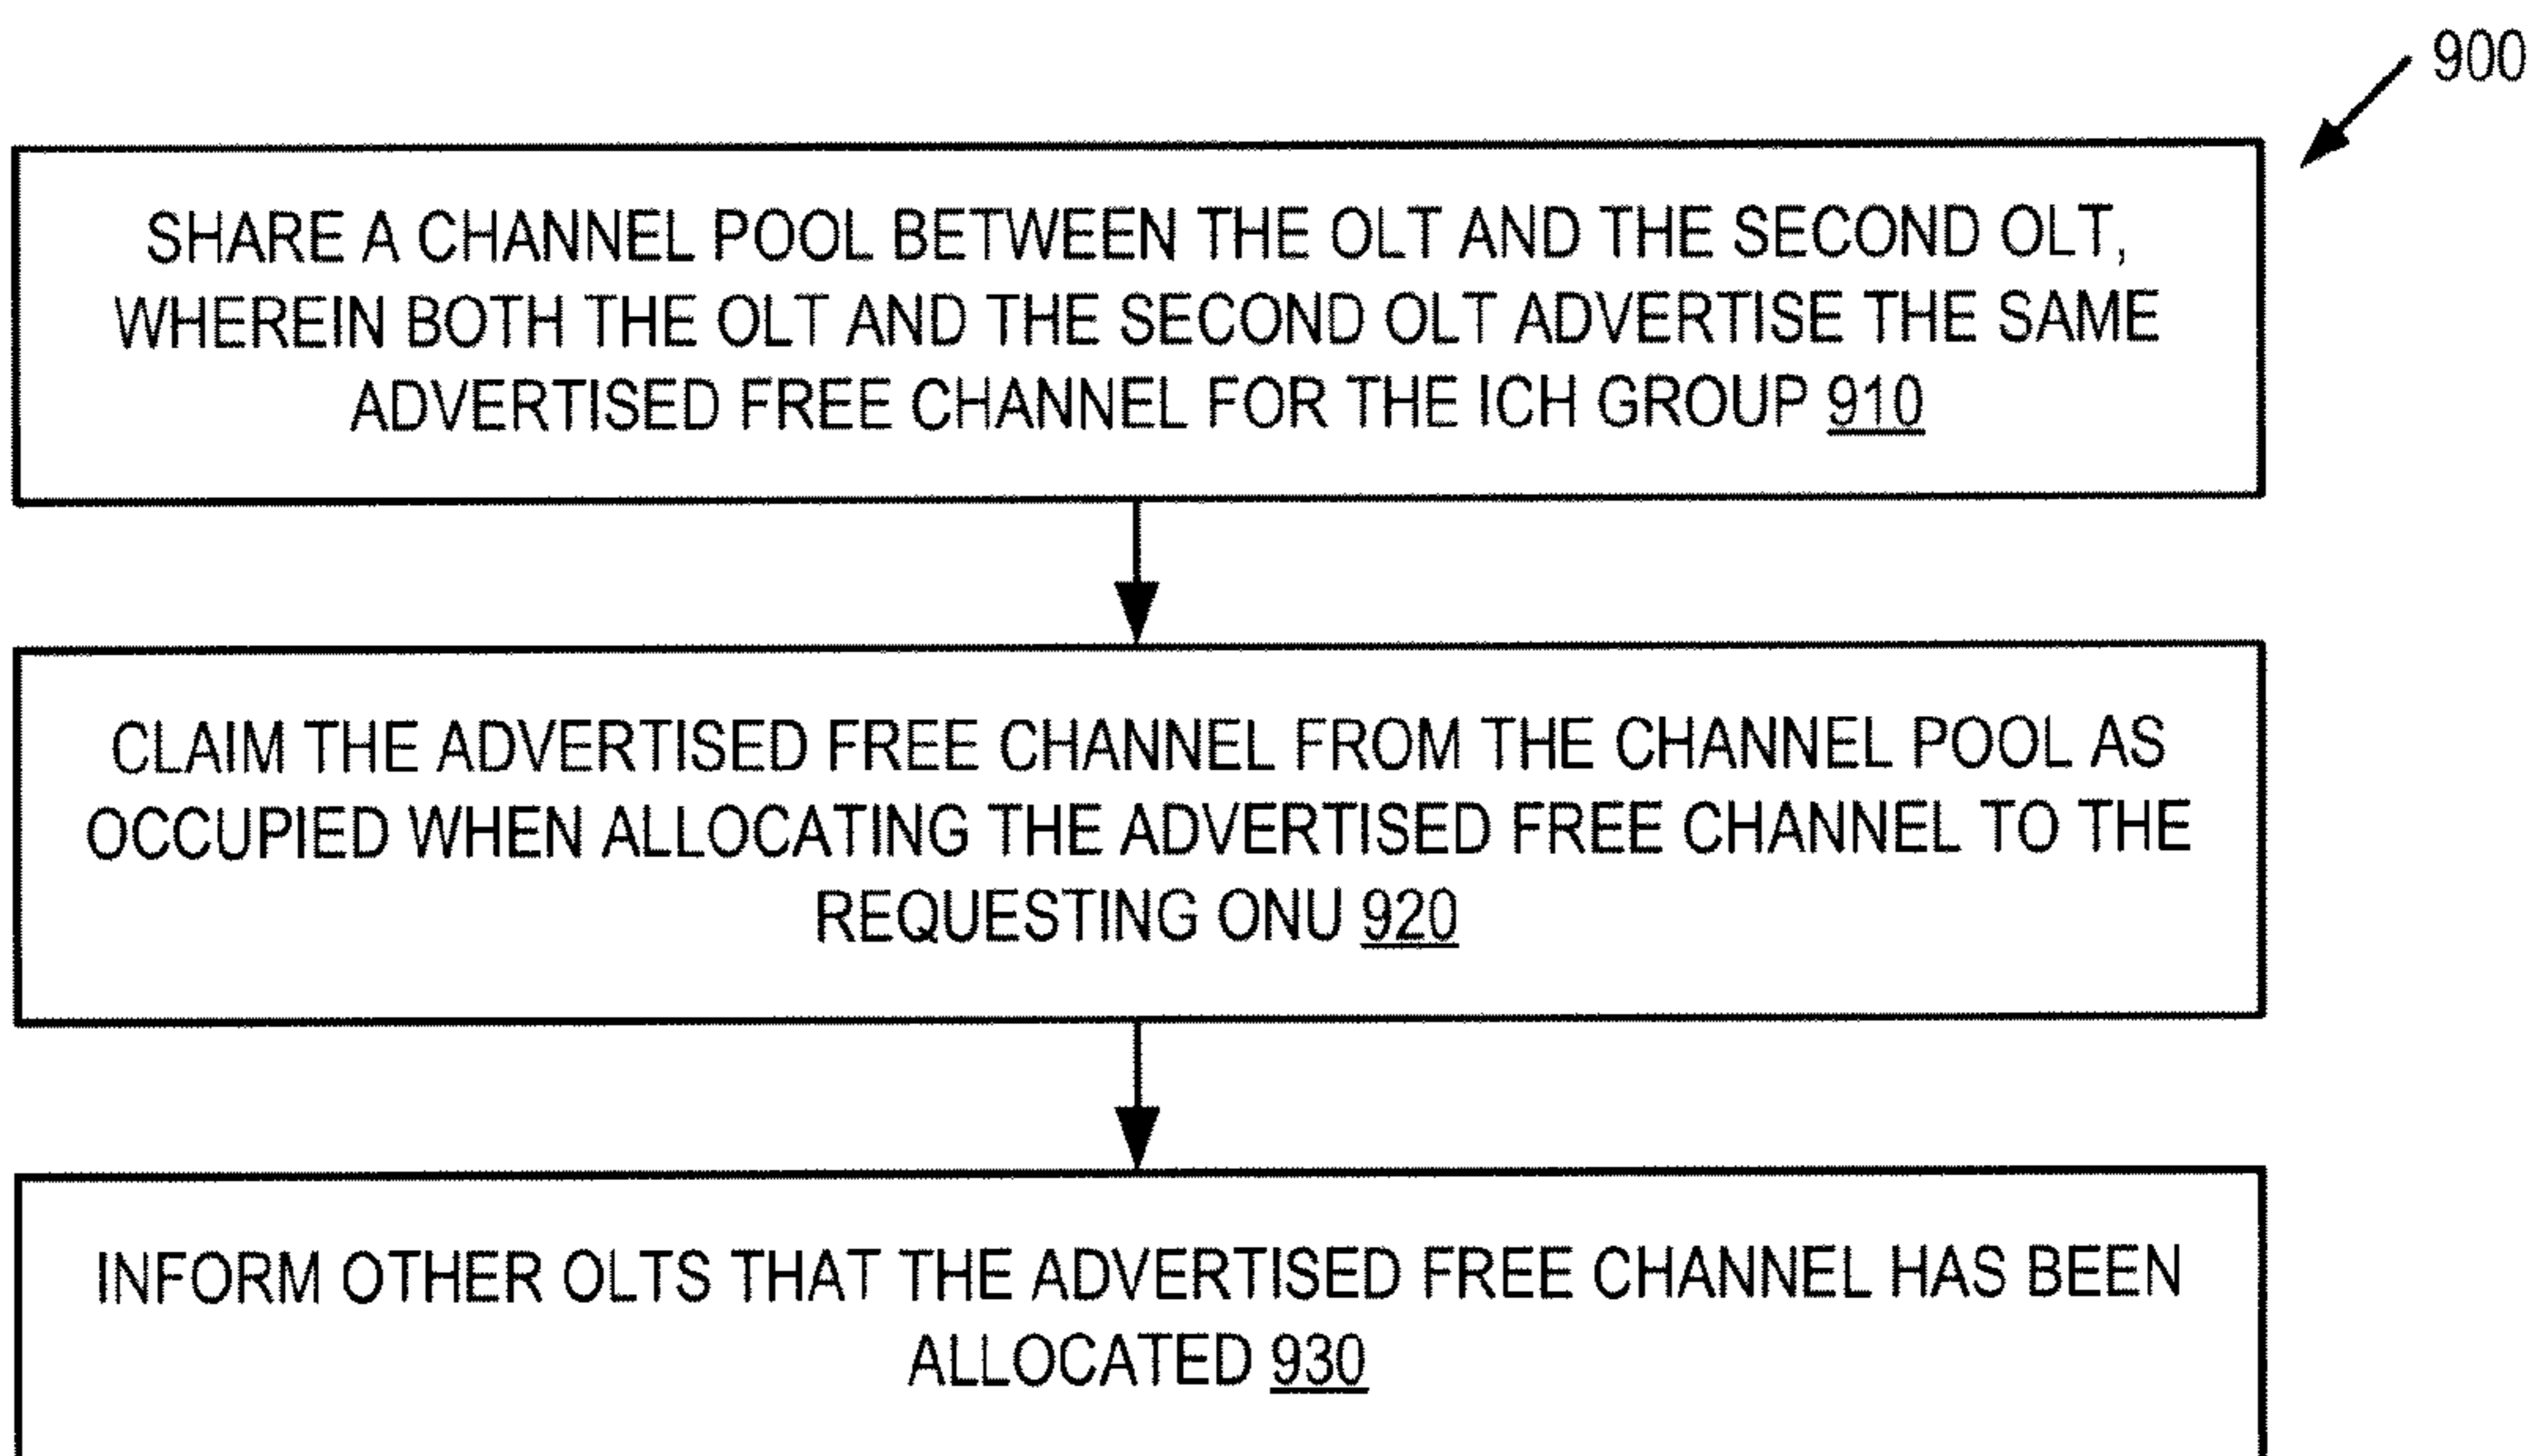 900
SHARE A CHANNEL POOL BETWEEN THE OLT AND THE SECOND OLT,
WHEREIN BOTH THE OLT AND THE SECOND OLT ADVERTISE THE SAME
ADVERTISED FREE CHANNEL FOR THE ICH GROUP 910
CLAIM THE ADVERTISED FREE CHANNEL FROM THE CHANNEL POOL AS
OCCUPIED WHEN ALLOCATING THE ADVERTISED FREE CHANNEL TO THE
REQUESTING ONU 920
INFORM OTHER OLTS THAT THE ADVERTISED FREE CHANNEL HAS BEEN
ALLOCATED 930